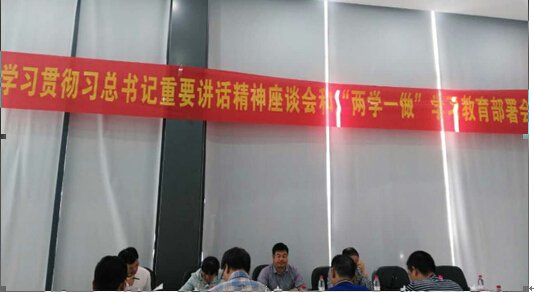 学习贯彻习总书记重要讲话精神座谈会和“两学一做”学习教育部署会